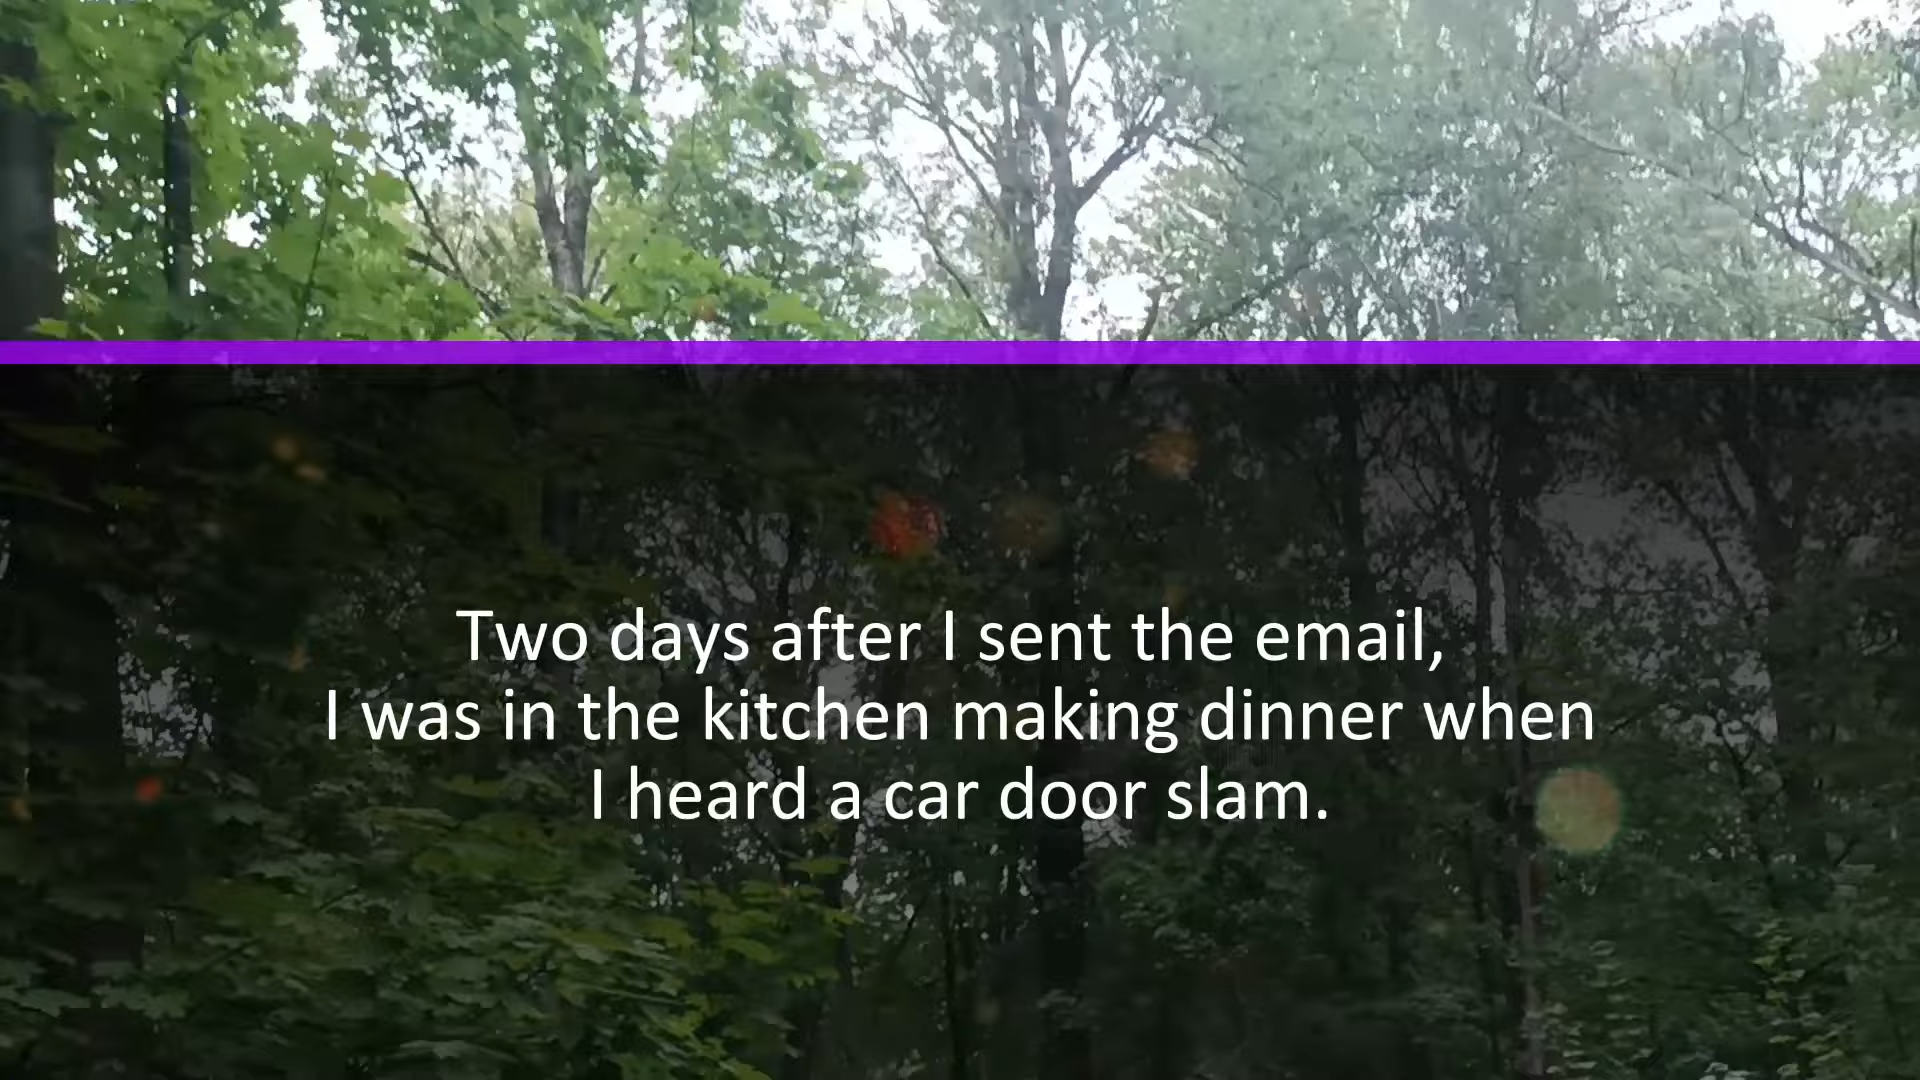 Two days after I sent the email,
I was in the kitchen making dinner when
I heard a car door slam.